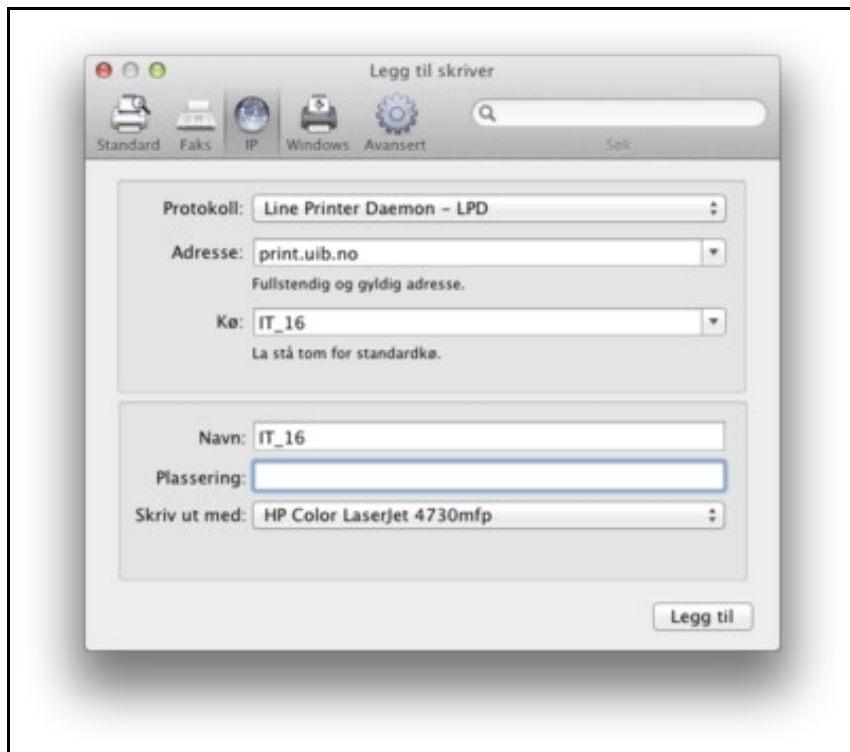 Legg til skriver
Standard Faks IP Windows Avansert Søk
Protokoll: Line Printer Daemon – LPD
Adresse: print.uib.no
Fullstendig og gyldig adresse.
Kø: IT_16
La stå tom for standardkø.
Navn: IT_16
Plassering:
Skriv ut med: HP Color LaserJet 4730mfp
Legg til